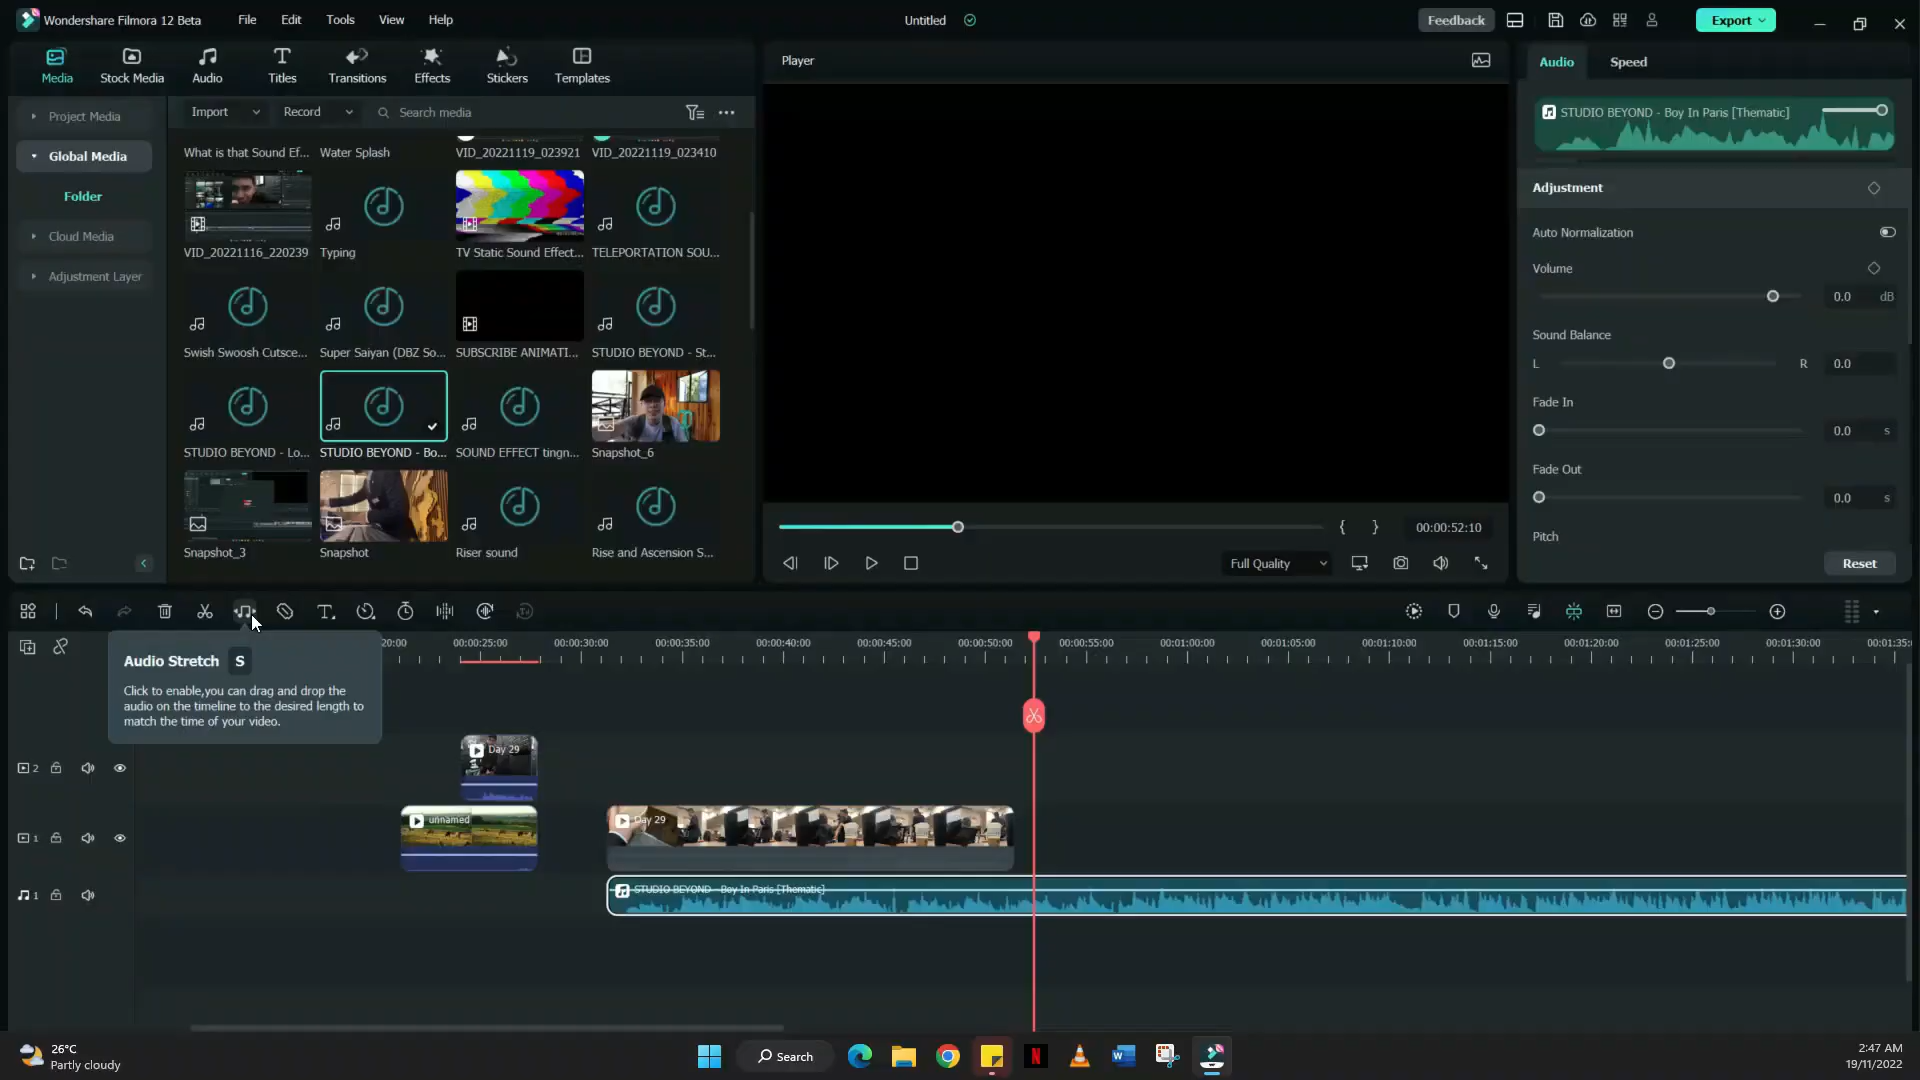 Wondershare Filmora 12 Beta
File Edit Tools View Help
Untitled
Feedback
Export
Media
Stock Media
Audio
Titles
Transitions
Effects
Stickers
Templates
Player
Audio
Speed
Project Media
Global Media
Folder
Cloud Media
Adjustment Layer
Import
Record
Search media
What is that Sound Ef...
Water Splash
VID_20221119_023921
VID_20221119_023410
VID_20221116_220239
Typing
TV Static Sound Effect...
TELEPORTATION SOU...
Swish Swoosh Cutsce...
Super Saiyan (DBZ So...
SUBSCRIBE ANIMATI...
STUDIO BEYOND - St...
STUDIO BEYOND - Lo...
STUDIO BEYOND - Bo...
SOUND EFFECT tingn...
Snapshot_6
Snapshot_3
Snapshot
Riser sound
Rise and Ascension S...
{ }
00:00:52:10
Full Quality
STUDIO BEYOND - Boy In Paris [Thematic]
Adjustment
Auto Normalization
Volume
0.0 dB
Sound Balance
L R 0.0
Fade In
0.0 s
Fade Out
0.0 s
Pitch
Reset
20:00 00:00:25:00 00:00:30:00 00:00:35:00 00:00:40:00 00:00:45:00 00:00:50:00 00:00:55:00 00:01:00:00 00:01:05:00 00:01:10:00 00:01:15:00 00:01:20:00 00:01:25:00 00:01:30:00 00:01:35:
Audio Stretch S
Click to enable,you can drag and drop the
audio on the timeline to the desired length to
match the time of your video.
2
Day 29
1
unnamed
Day 29
1
STUDIO BEYOND - Boy In Paris [Thematic]
26°C
Partly cloudy
Search
2:47 AM
19/11/2022